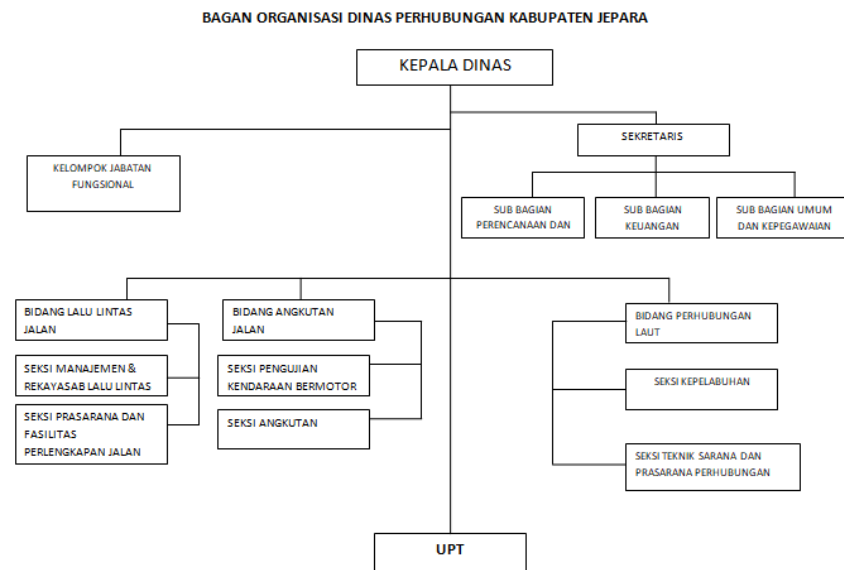 BAGAN ORGANISASI DINAS PERHUBUNGAN KABUPATEN JEPARA
KEPALA DINAS
SEKRETARIS
KELOMPOK JABATAN
FUNGSIONAL
SUB BAGIAN
PERENCANAAN DAN
SUB BAGIAN
KEUANGAN
SUB BAGIAN UMUM
DAN KEPEGAWAIAN
BIDANG LALU LINTAS
JALAN
SEKSI MANAJEMEN &
REKAYASAB LALU LINTAS
SEKSI PRASARANA DAN
FASILITAS
PERLENGKAPAN JALAN
BIDANG ANGKUTAN
JALAN
SEKSI PENGUJIAN
KENDARAAN BERMOTOR
SEKSI ANGKUTAN
BIDANG PERHUBUNGAN
LAUT
SEKSI KEPELABUHAN
SEKSI TEKNIK SARANA DAN
PRASARANA PERHUBUNGAN
UPT